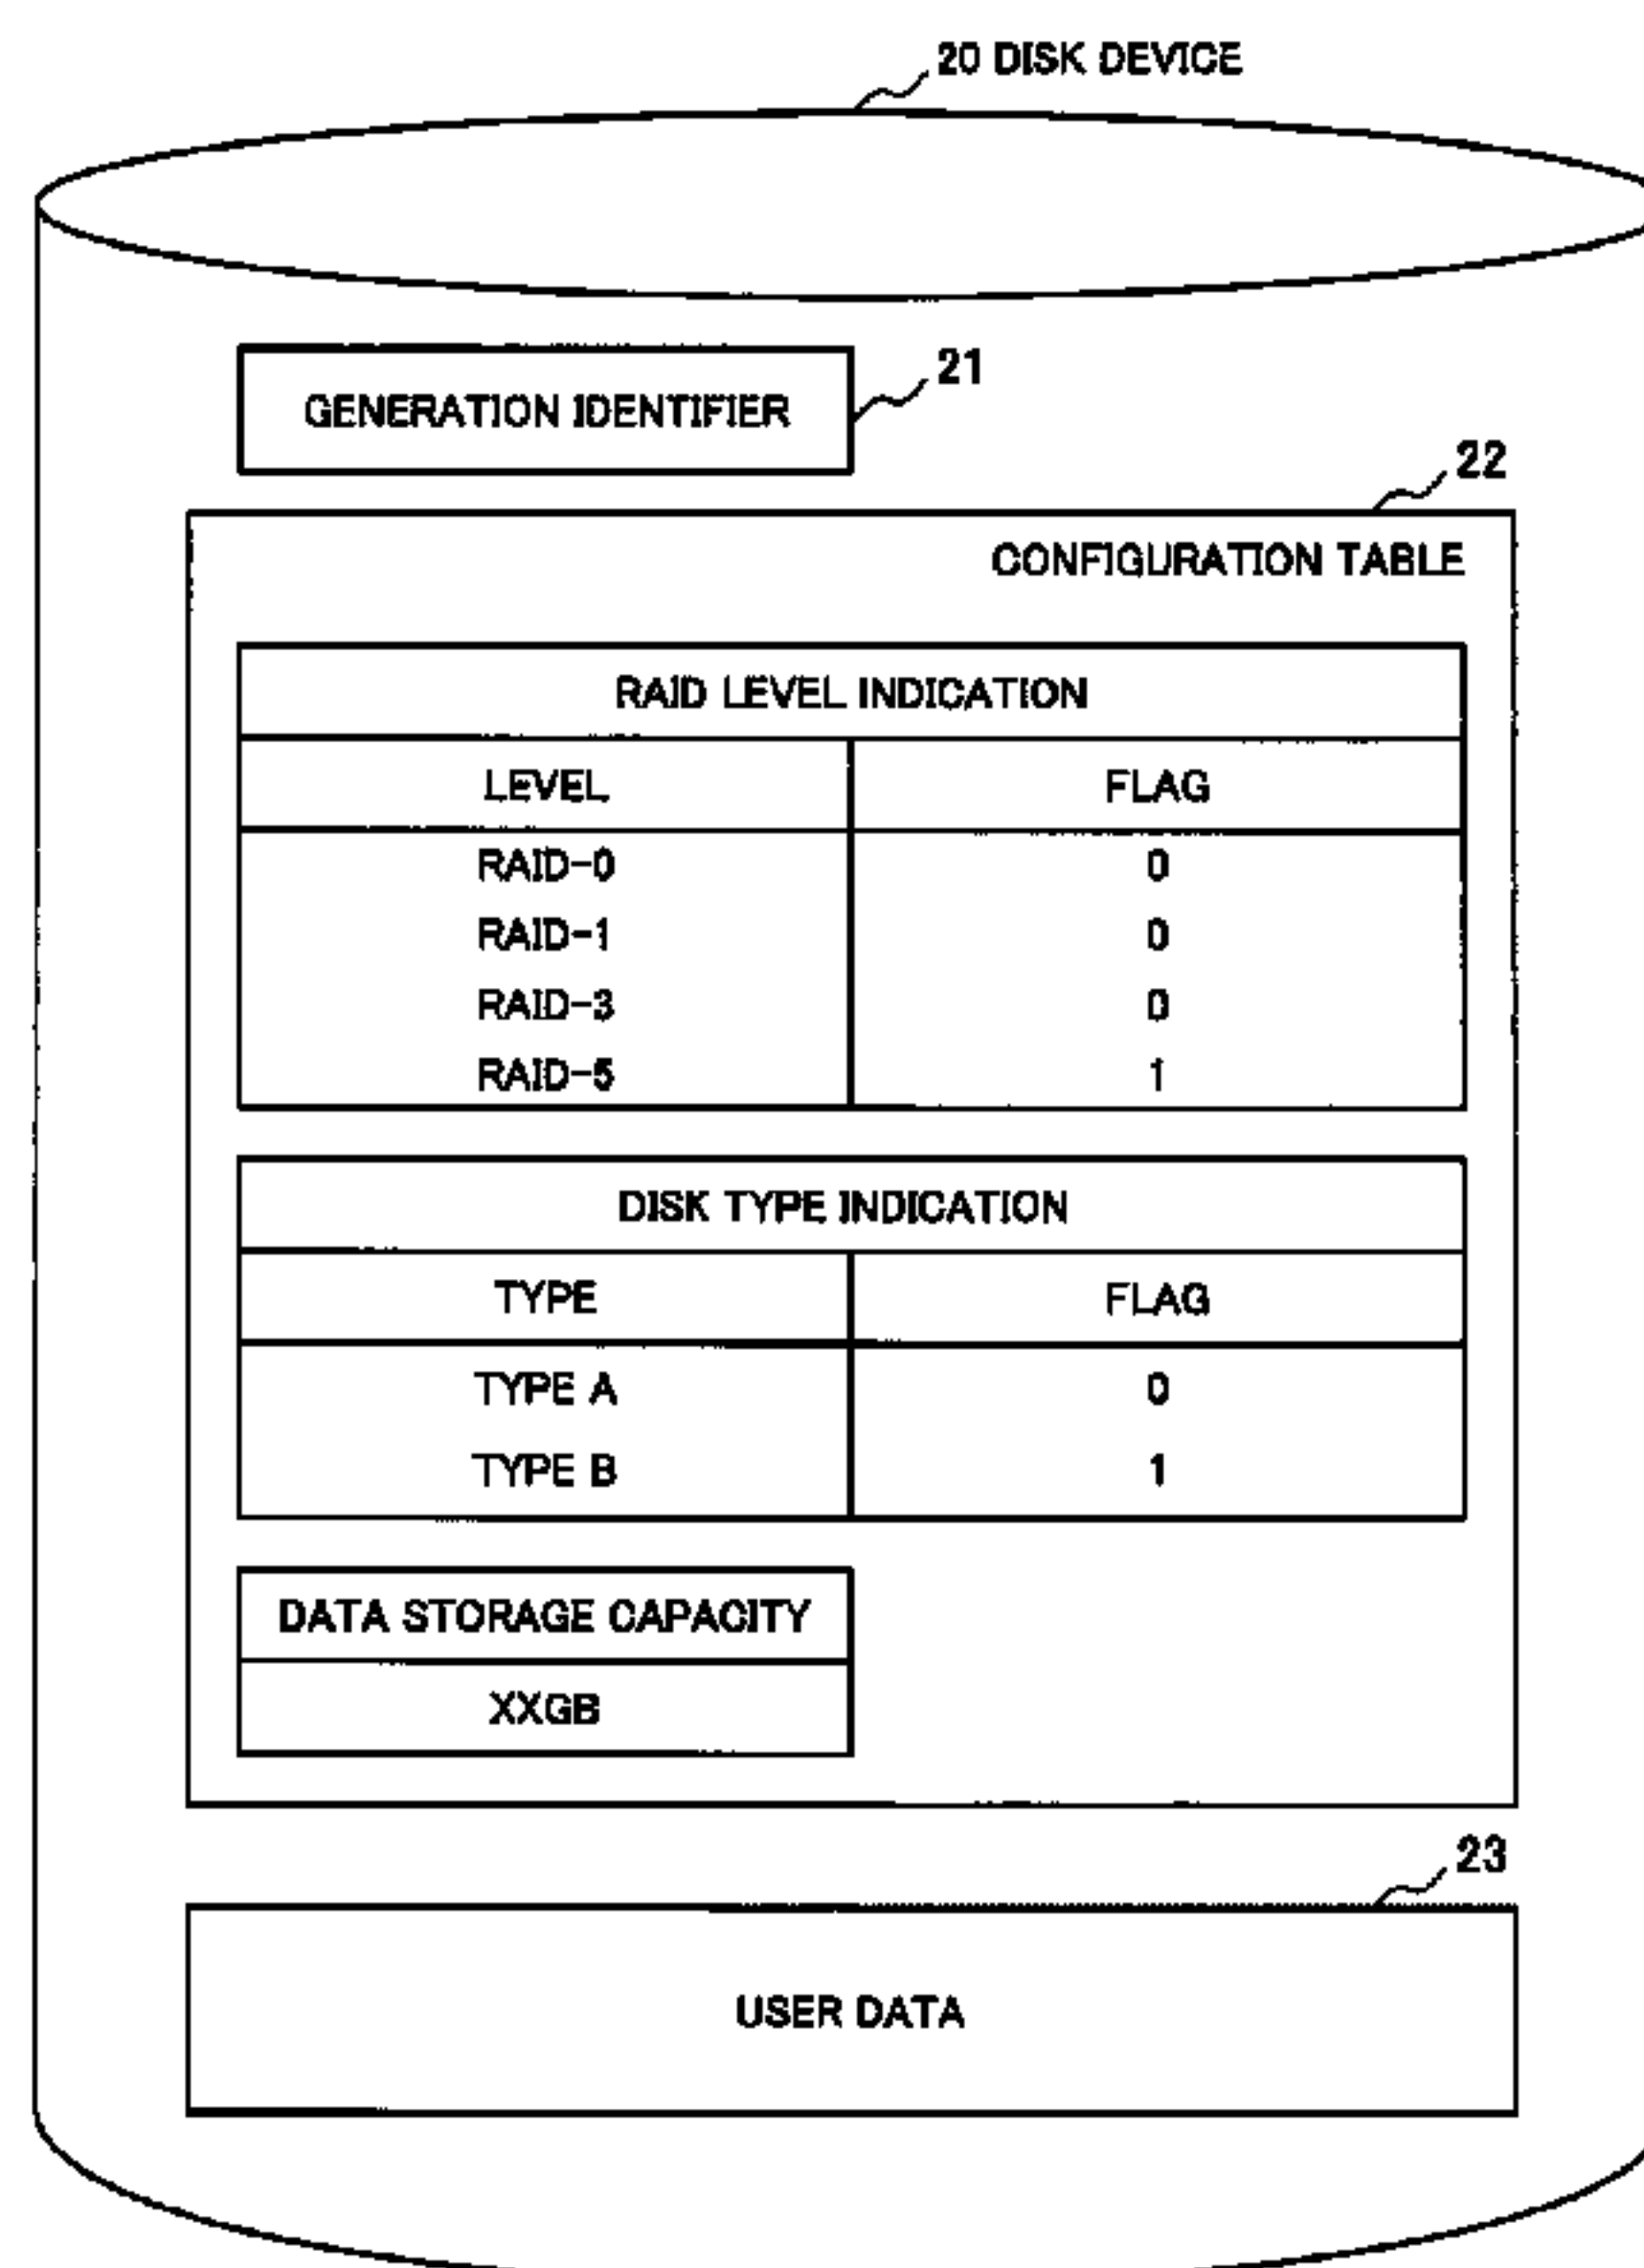 20 DISK DEVICE
GENERATION IDENTIFIER
21
22
CONFIGURATION TABLE
RAID LEVEL INDICATION
LEVEL FLAG
RAID-0 0
RAID-1 0
RAID-3 0
RAID-5 1
DISK TYPE INDICATION
TYPE FLAG
TYPE A 0
TYPE B 1
DATA STORAGE CAPACITY
XXGB
23
USER DATA